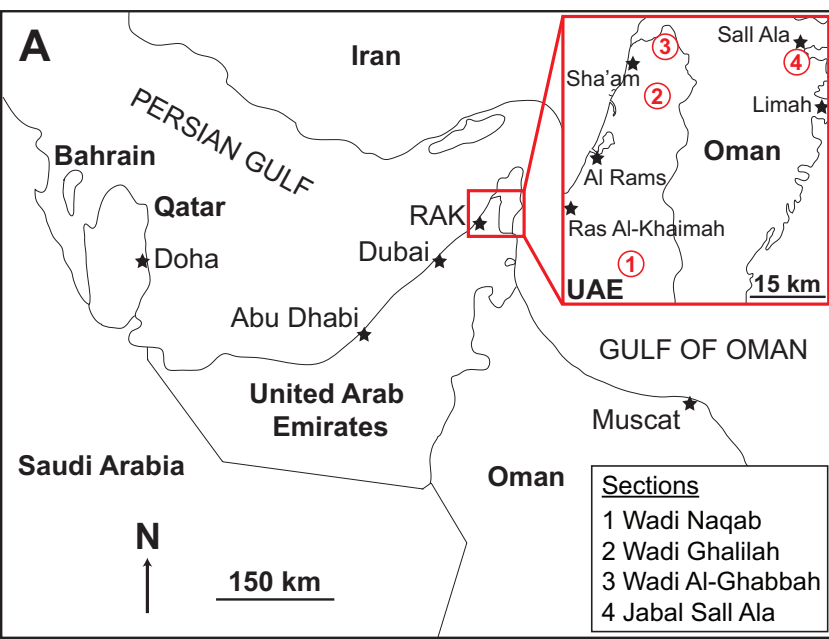 A
Iran
PERSIAN GULF
Bahrain
Qatar
Doha
RAK
Dubai
Abu Dhabi
United Arab
Emirates
Saudi Arabia
GULF OF OMAN
Muscat
Oman
N
150 km
Sall Ala
3
4
Sha'am
2
Limah
Oman
Al Rams
Ras Al-Khaimah
1
UAE
15 km
Sections
1 Wadi Naqab
2 Wadi Ghalilah
3 Wadi Al-Ghabbah
4 Jabal Sall Ala